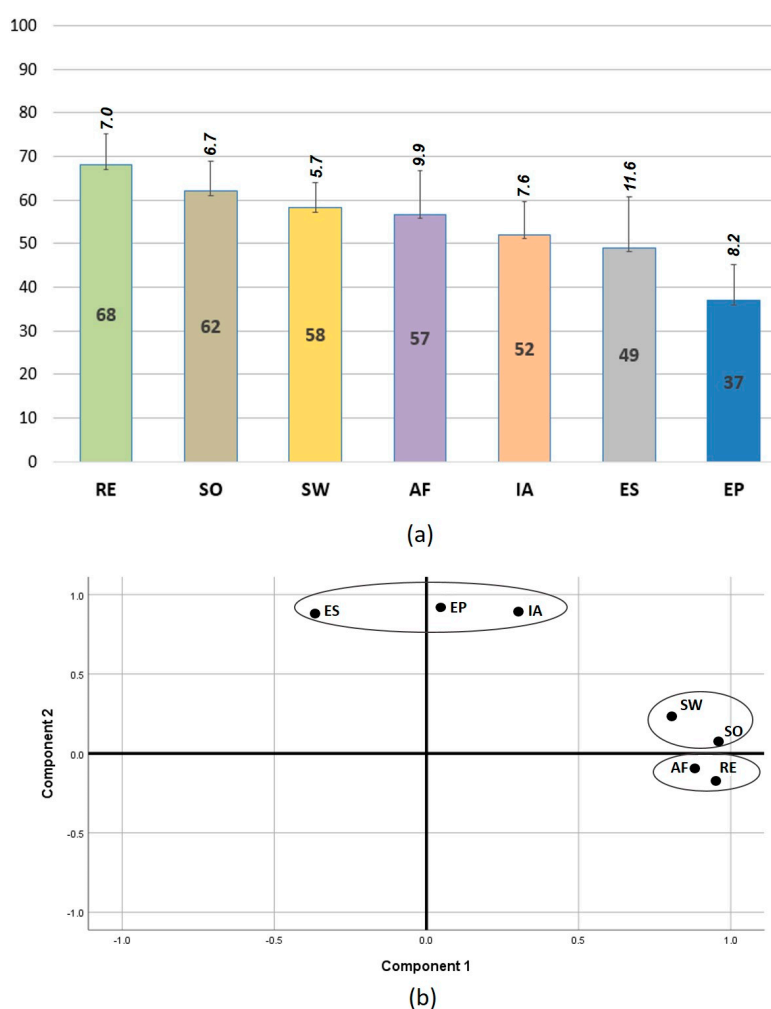 100
90
80
70
60
50
40
30
20
10
0
7.0 6.7 5.7 9.9 7.6 11.6 8.2
68 62 58 57 52 49 37
RE SO SW AF IA ES EP
(a)
Component 2
1.0
0.5
0.0
-0.5
-1.0
ES EP IA
SW
SO
AF RE
-1.0 -0.5 0.0 0.5 1.0
Component 1
(b)